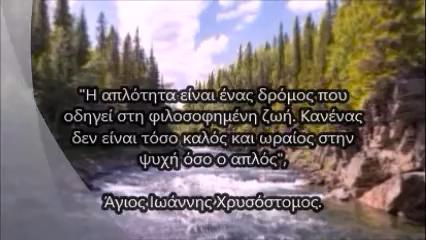 "Η απλότητα είναι ένας δρόμος που
οδηγεί στη φιλοσοφημένη ζωή. Κανένας
δεν είναι τόσο καλός και ωραίος στην
ψυχή όσο ο απλός",
Άγιος Ιωάννης Χρυσόστομος.